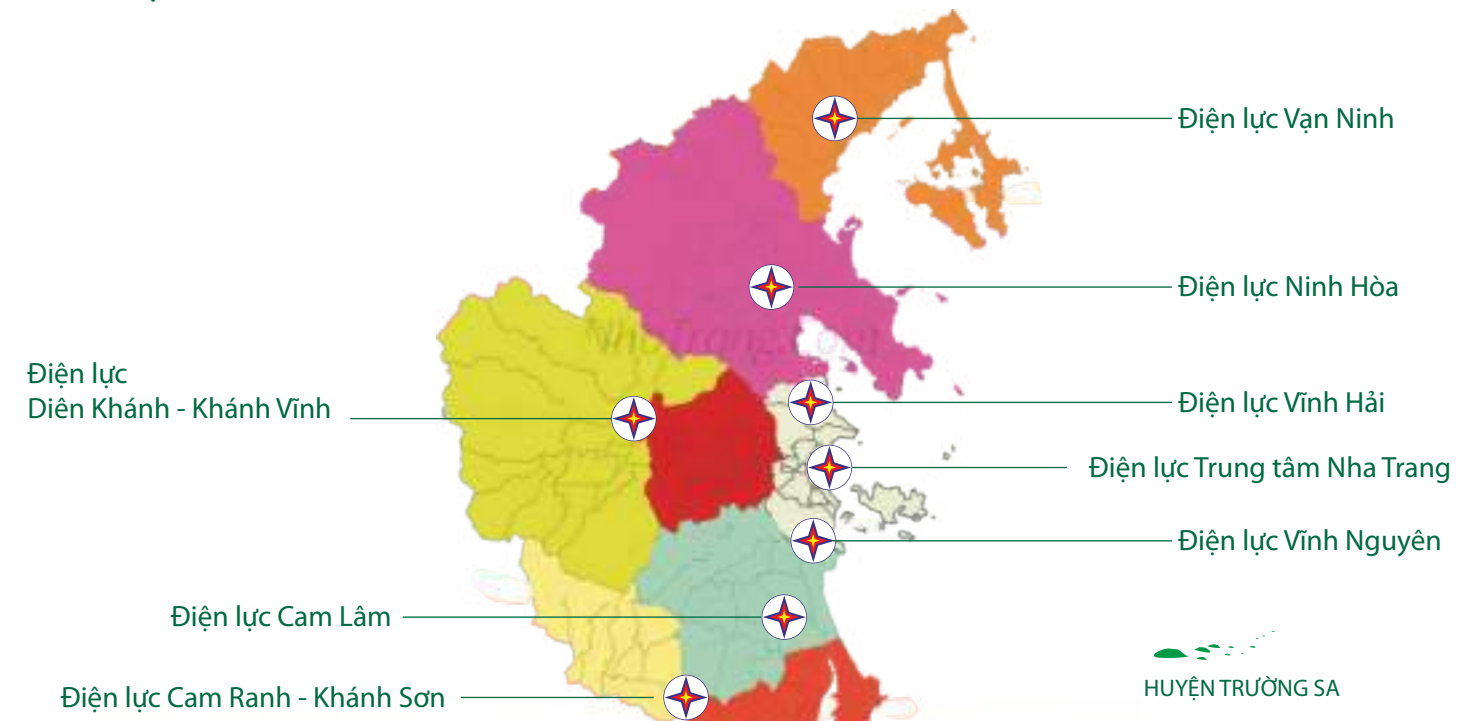 Điện lực Vạn Ninh
Điện lực Ninh Hòa
NhaTrang.Com
Điện lực
Diên Khánh - Khánh Vĩnh
Điện lực Vĩnh Hải
Điện lực Trung tâm Nha Trang
Điện lực Vĩnh Nguyên
Điện lực Cam Lâm
HUYỆN TRƯỜNG SA
Điện lực Cam Ranh - Khánh Sơn